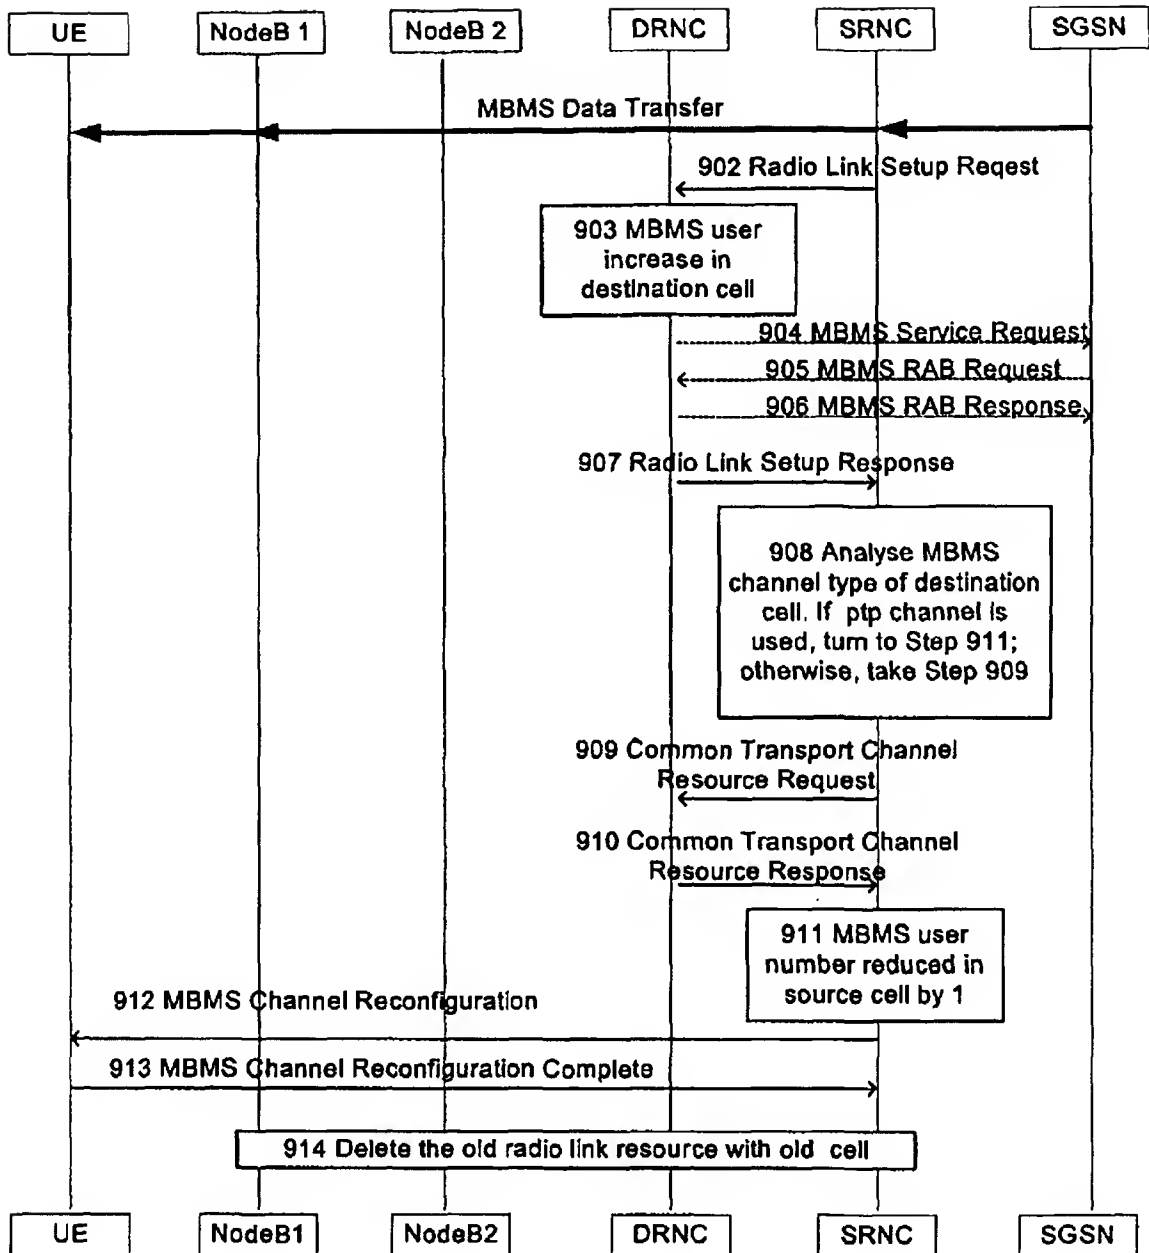 UE NodeB 1 NodeB 2 DRNC SRNC SGSN
MBMS Data Transfer
902 Radio Link Setup Reqest
903 MBMS user
increase in
destination cell
904 MBMS Service Request
905 MBMS RAB Request
906 MBMS RAB Response
907 Radio Link Setup Response
908 Analyse MBMS
channel type of destination
cell. If ptp channel is
used, turn to Step 911;
otherwise, take Step 909
909 Common Transport Channel
Resource Request
910 Common Transport Channel
Resource Response
911 MBMS user
number reduced in
source cell by 1
912 MBMS Channel Reconfiguration
913 MBMS Channel Reconfiguration Complete
914 Delete the old radio link resource with old cell
UE NodeB1 NodeB2 DRNC SRNC SGSN